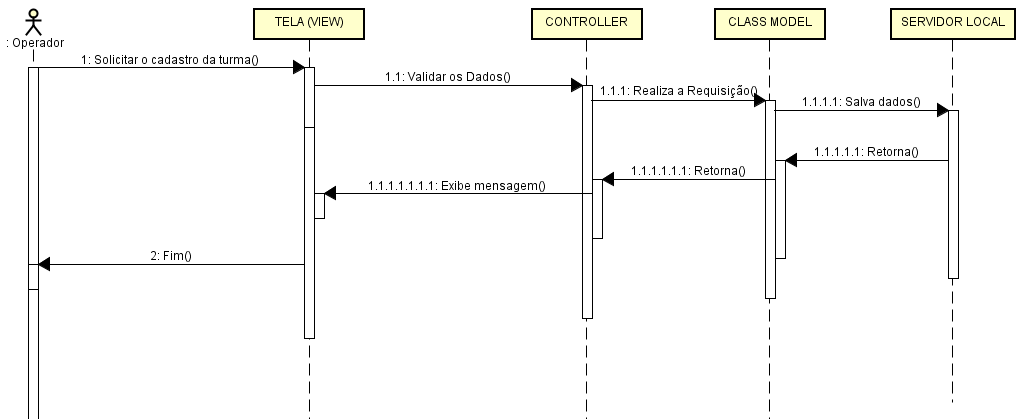 TELA (VIEW)
CONTROLLER
CLASS MODEL
SERVIDOR LOCAL
: Operador
1: Solicitar o cadastro da turma()
1.1: Validar os Dados()
1.1.1: Realiza a Requisição()
1.1.1.1: Salva dados()
1.1.1.1.1: Retorna()
1.1.1.1.1.1: Retorna()
1.1.1.1.1.1.1: Exibe mensagem()
2: Fim()